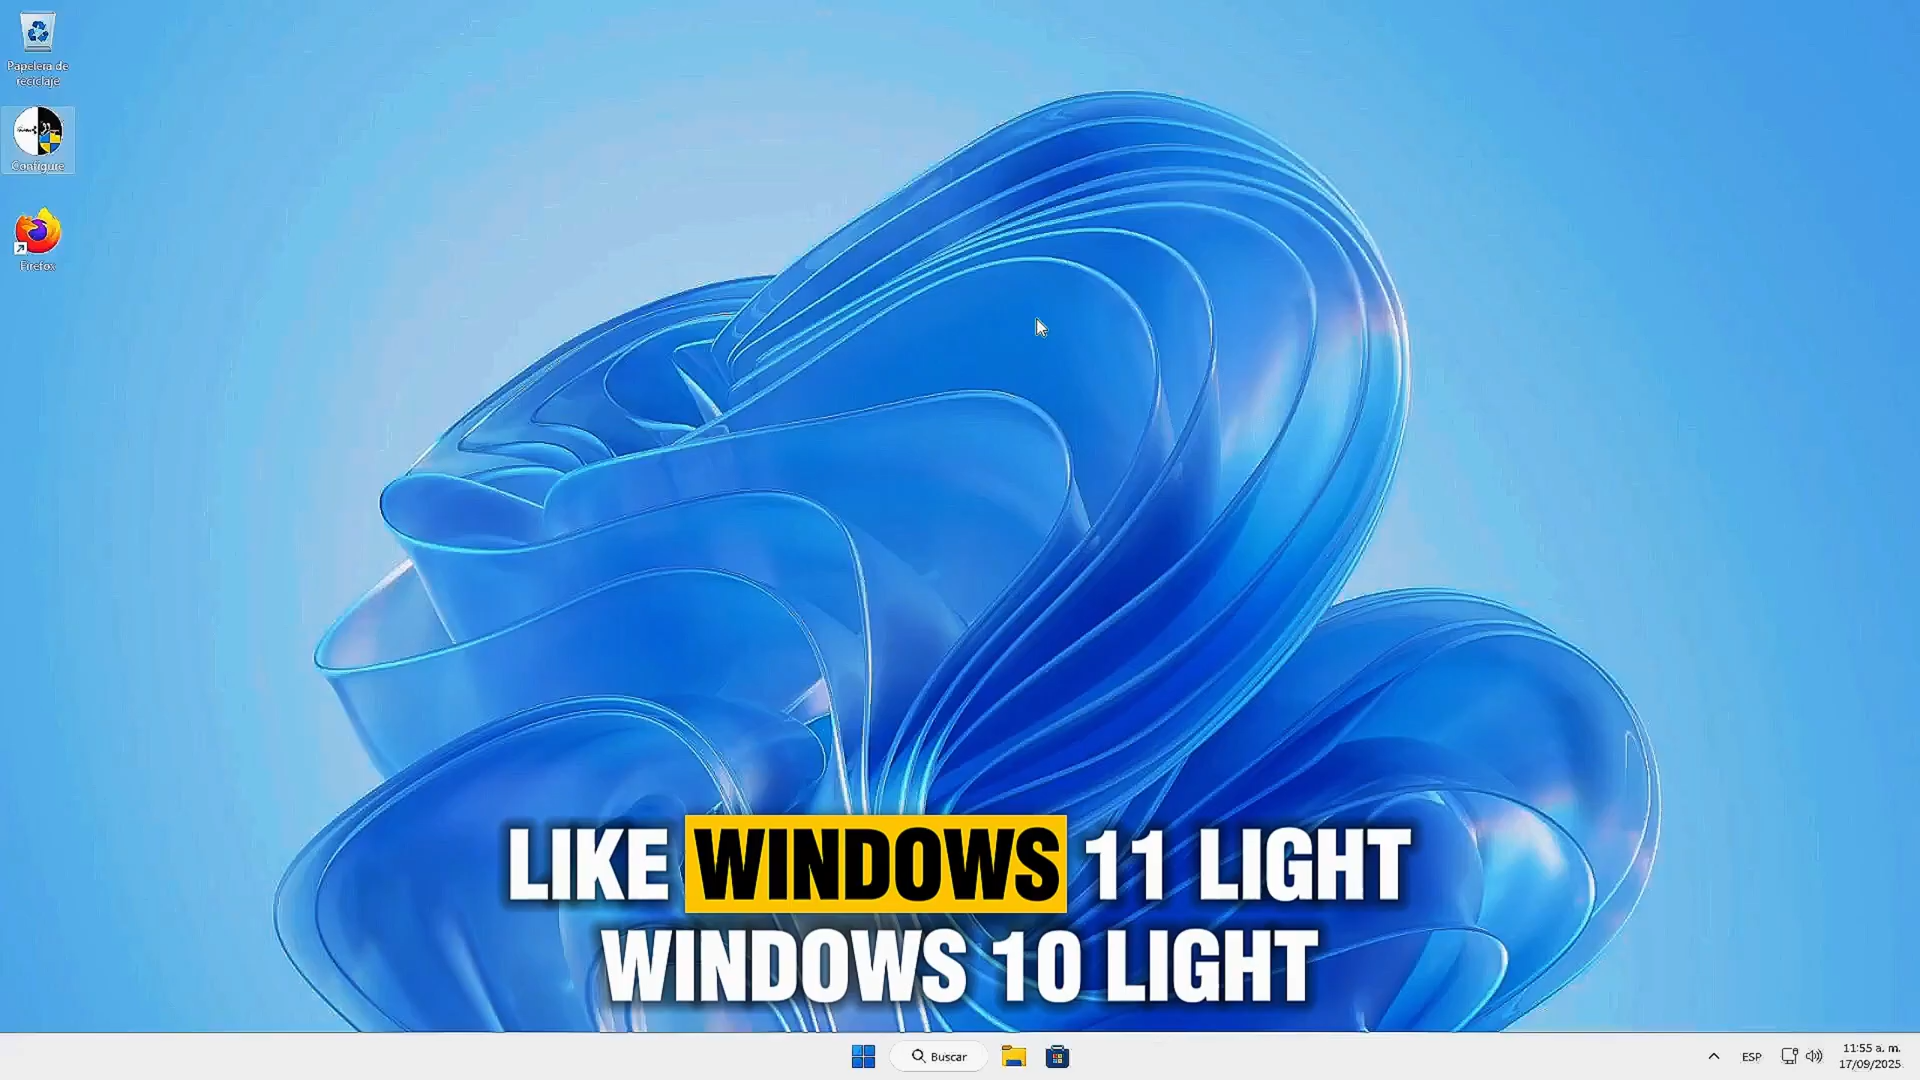 Papelera de
reciclaje
Configure
Firefox
LIKE WINDOWS 11 LIGHT
WINDOWS 10 LIGHT
Buscar
ESP
11:55 a. m.
17/09/2025